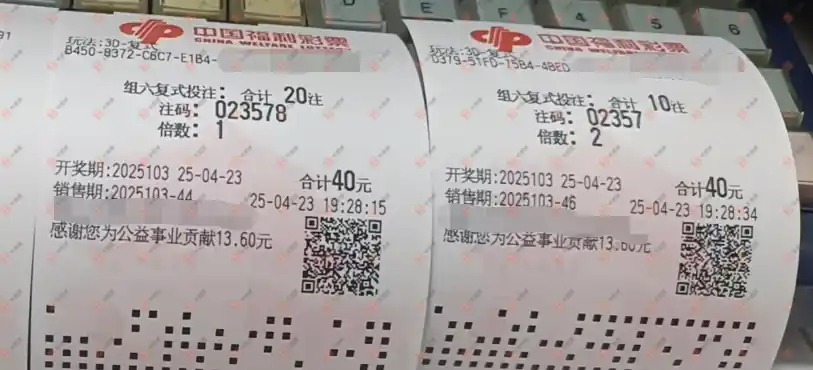 91
D E F 4 5 6
中国福利彩票
CHINA WELFARE LOTTERY
玩法:3D-复式
B450-8372-C6C7-E1B4-
组六复式投注: 合计 20注
注码: 023578
倍数: 1
开奖期:2025103 25-04-23 合计40元
销售期:2025103-44 25-04-23 19:28:15
感谢您为公益事业贡献13.60元
中国福利彩票
CHINA WELFARE
玩法:3D-复式
0379-51FD-15B4-4BED
组六复式投注: 合计 10注
注码: 02357
倍数: 2
开奖期:2025103 25-04-23 合计40元
销售期:2025103-46 25-04-23 19:28:34
感谢您为公益事业贡献13.60元